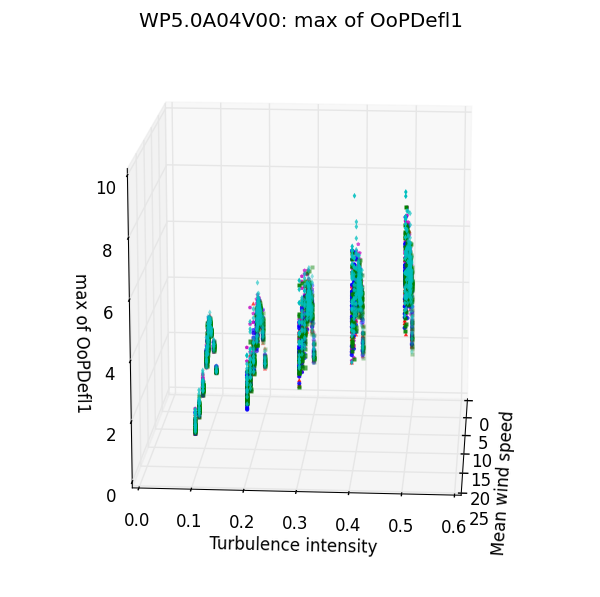 WP5.0A04V00: max of OoPDefl1
10
8
6
4
2
0
max of OoPDefl1
0.0 0.1 0.2 0.3 0.4 0.5 0.6
Turbulence intensity
0
5
10
15
20
25
Mean wind speed